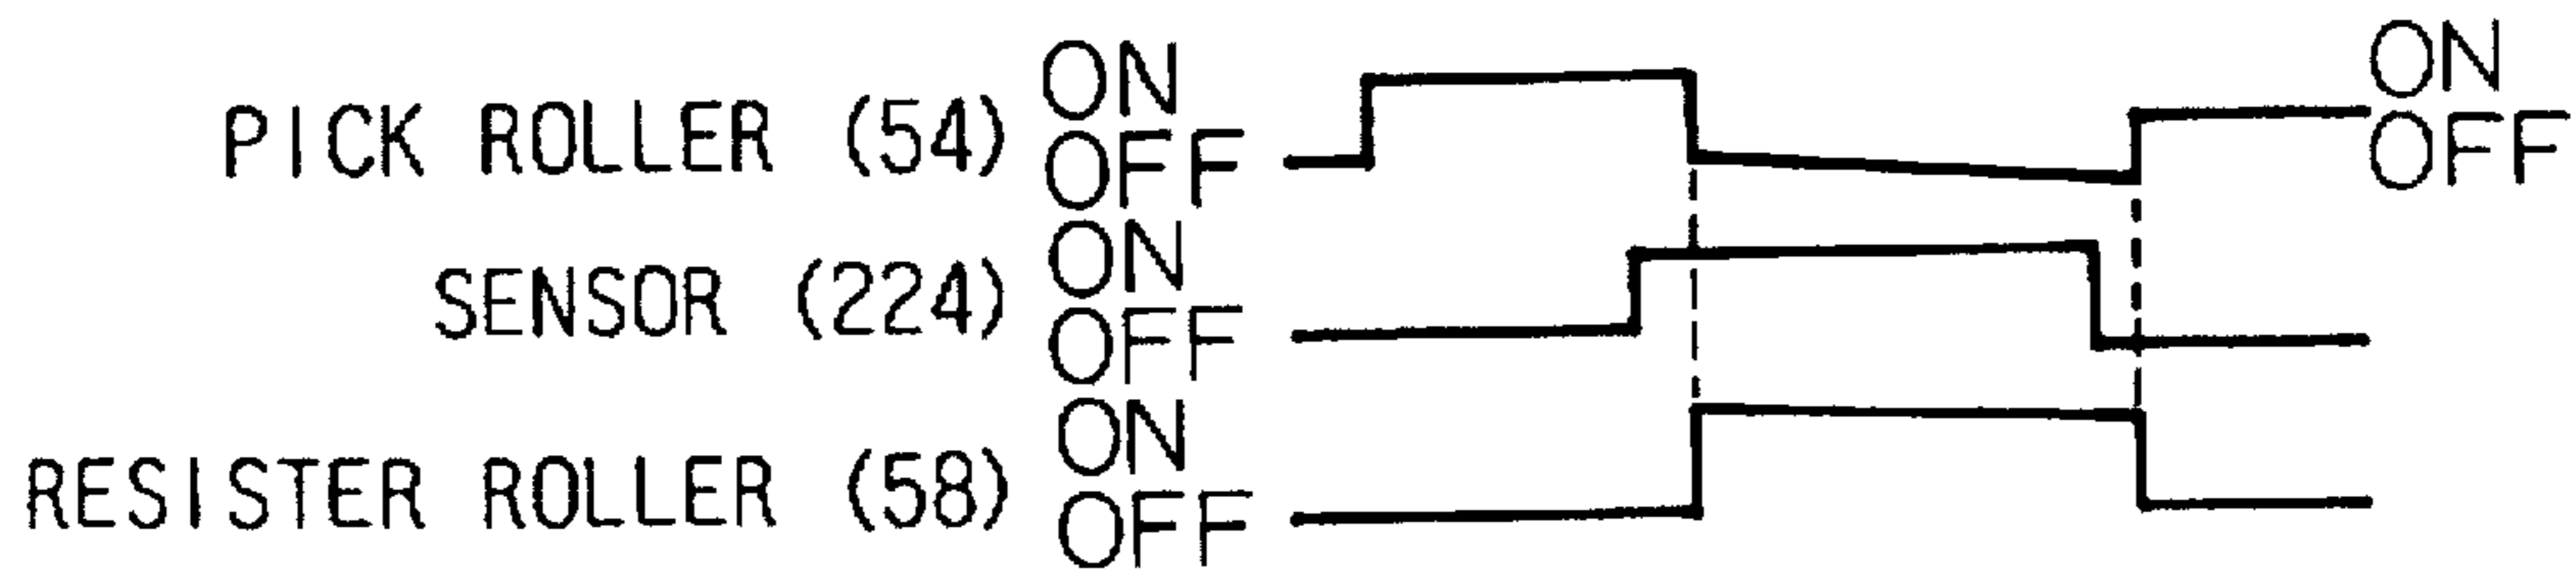 PICK ROLLER (54) ON
OFF
ON
OFF
SENSOR (224) ON
OFF
RESISTER ROLLER (58) ON
OFF